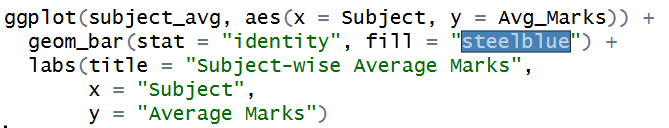 ggplot(subject_avg, aes(x = Subject, y = Avg_Marks)) +
  geom_bar(stat = "identity", fill = "steelblue") +
  labs(title = "Subject-wise Average Marks",
       x = "Subject",
       y = "Average Marks")